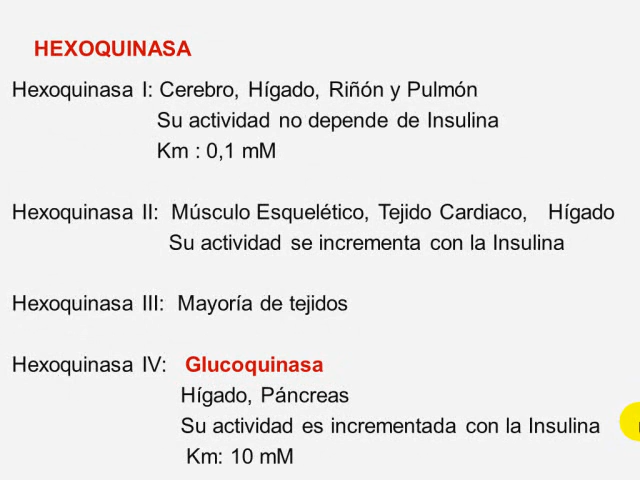 HEXOQUINASA
Hexoquinasa I: Cerebro, Hígado, Riñón y Pulmón
Su actividad no depende de Insulina
Km : 0,1 mM
Hexoquinasa II: Músculo Esquelético, Tejido Cardiaco, Hígado
Su actividad se incrementa con la Insulina
Hexoquinasa III: Mayoría de tejidos
Hexoquinasa IV: Glucoquinasa
Hígado, Páncreas
Su actividad es incrementada con la Insulina
Km: 10 mM